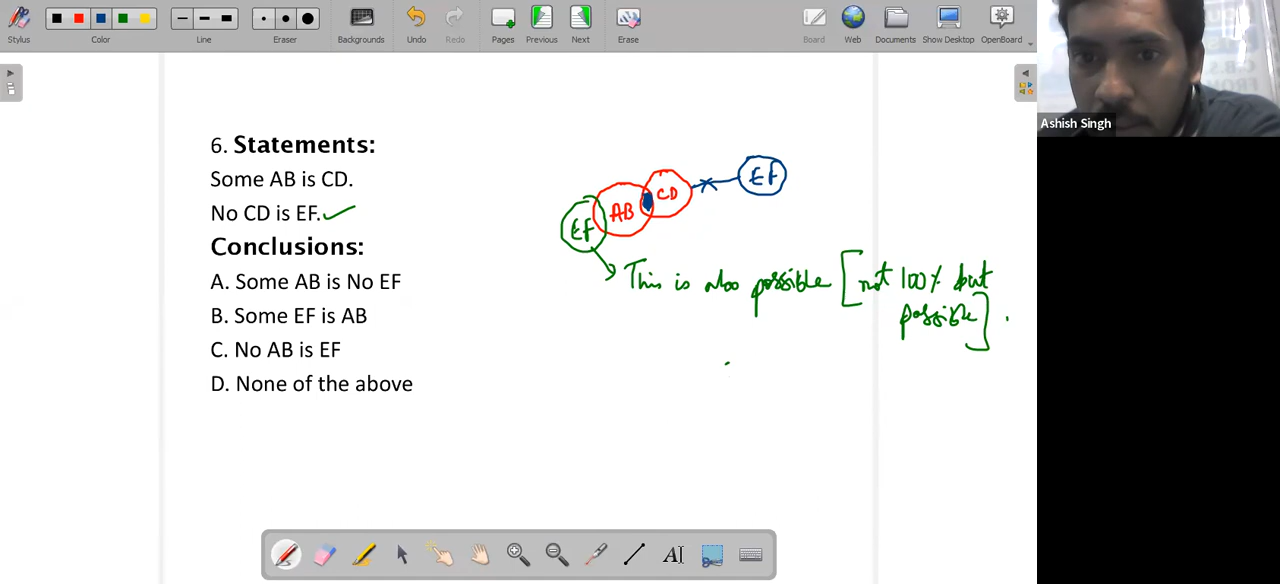 Stylus
Color
Line
Eraser
Backgrounds
Undo
Redo
Pages
Previous
Next
Erase
Board
Web
Documents
Show Desktop
OpenBoard
Ashish Singh
6. Statements:
Some AB is CD.
No CD is EF.
Conclusions:
A. Some AB is No EF
B. Some EF is AB
C. No AB is EF
D. None of the above
EF
AB
CD
EF
This is also possible [not 100% but
possible].
AI